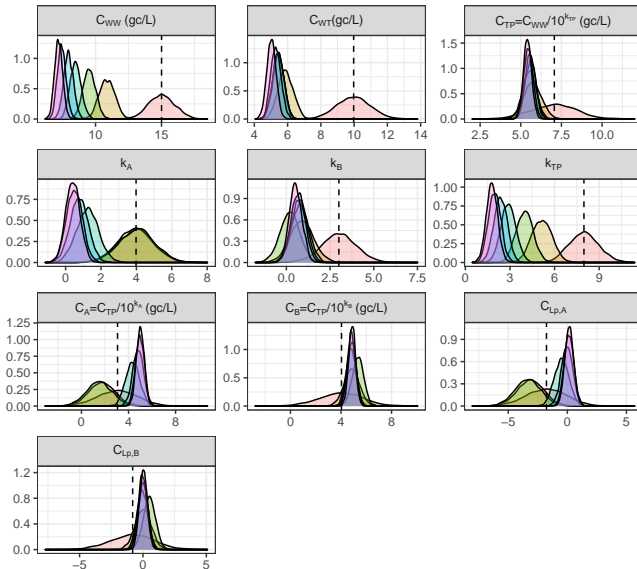 C_WW (gc/L)
C_WT(gc/L)
C_TP=C_WW/10^k_TP (gc/L)
0.0 0.5 1.0
10 15
0.0 0.5 1.0 1.5
4 6 8 10 12 14
0.0 0.5 1.0 1.5
2.5 5.0 7.5 10.0
k_A
k_B
k_TP
0.00 0.25 0.50 0.75
0 2 4 6 8
0.0 0.3 0.6 0.9
0.0 2.5 5.0 7.5
0.00 0.25 0.50 0.75 1.00
0 3 6 9
C_A=C_TP/10^k_A (gc/L)
C_B=C_TP/10^k_B (gc/L)
C_Lp,A
0.00 0.25 0.50 0.75 1.00 1.25
0 4 8
0.0 0.5 1.0
0 5 10
0.0 0.3 0.6 0.9
−5 0 5
C_Lp,B
0.0 0.4 0.8 1.2
−5 0 5